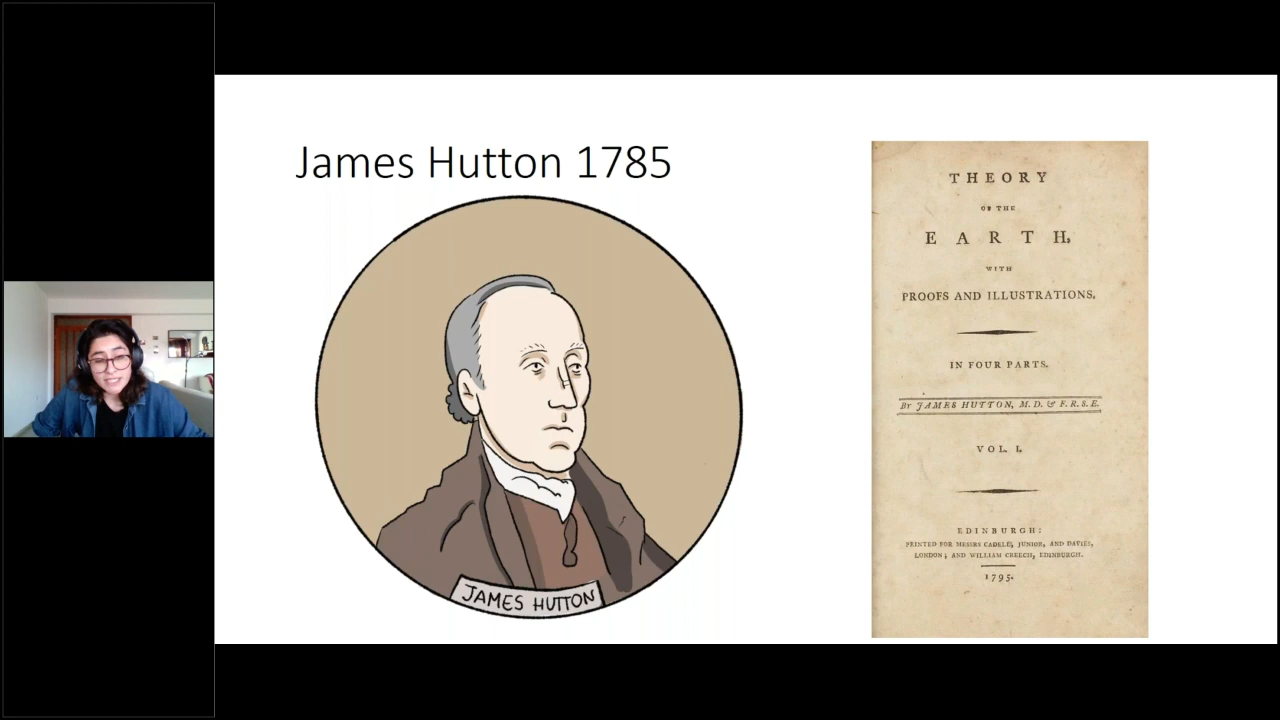 James Hutton 1785
JAMES HUTTON
THEORY
OF THE
EARTH,
WITH
PROOFS AND ILLUSTRATIONS,
IN FOUR PARTS.
BY JAMES HUTTON, M.D. & F.R.S.E.
VOL. I.
EDINBURGH:
PRINTED FOR MESSRS CADELL, JUNIOR, AND DAVIES,
LONDON; AND WILLIAM CREECH, EDINBURGH.
1795.